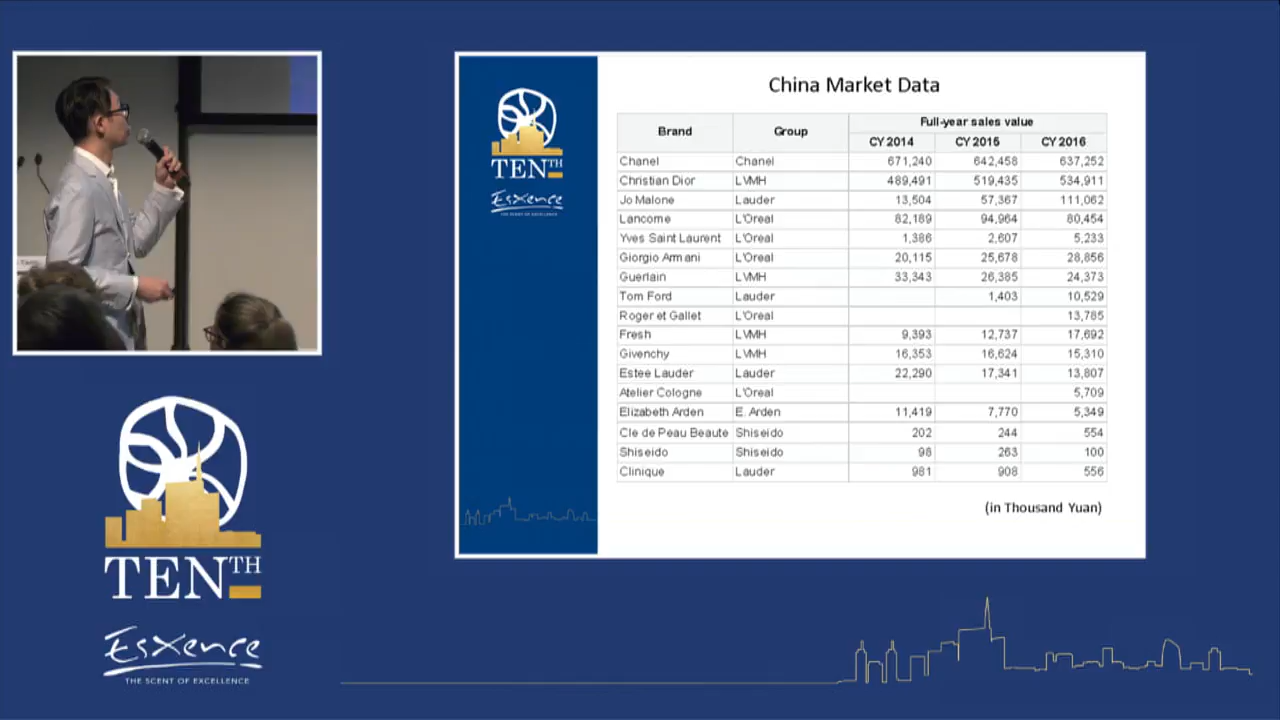 TENTH
Esxence
THE SCENT OF EXCELLENCE
TENTH
Esxence
THE SCENT OF EXCELLENCE
China Market Data
Brand Group Full-year sales value
CY 2014 CY 2015 CY 2016
Chanel Chanel 671,240 642,458 637,252
Christian Dior LVMH 489,491 519,435 534,911
Jo Malone Lauder 13,504 57,367 111,062
Lancome L'Oreal 82,189 94,964 80,454
Yves Saint Laurent L'Oreal 1,386 2,607 5,233
Giorgio Armani L'Oreal 20,115 25,678 28,856
Guerlain LVMH 33,343 26,385 24,373
Tom Ford Lauder 1,403 10,529
Roger et Gallet L'Oreal 13,785
Fresh LVMH 9,393 12,737 17,692
Givenchy LVMH 16,353 16,624 15,310
Estee Lauder Lauder 22,290 17,341 13,807
Atelier Cologne L'Oreal 5,709
Elizabeth Arden E. Arden 11,419 7,770 5,349
Cle de Peau Beaute Shiseido 202 244 554
Shiseido Shiseido 98 263 100
Clinique Lauder 981 908 556
(in Thousand Yuan)